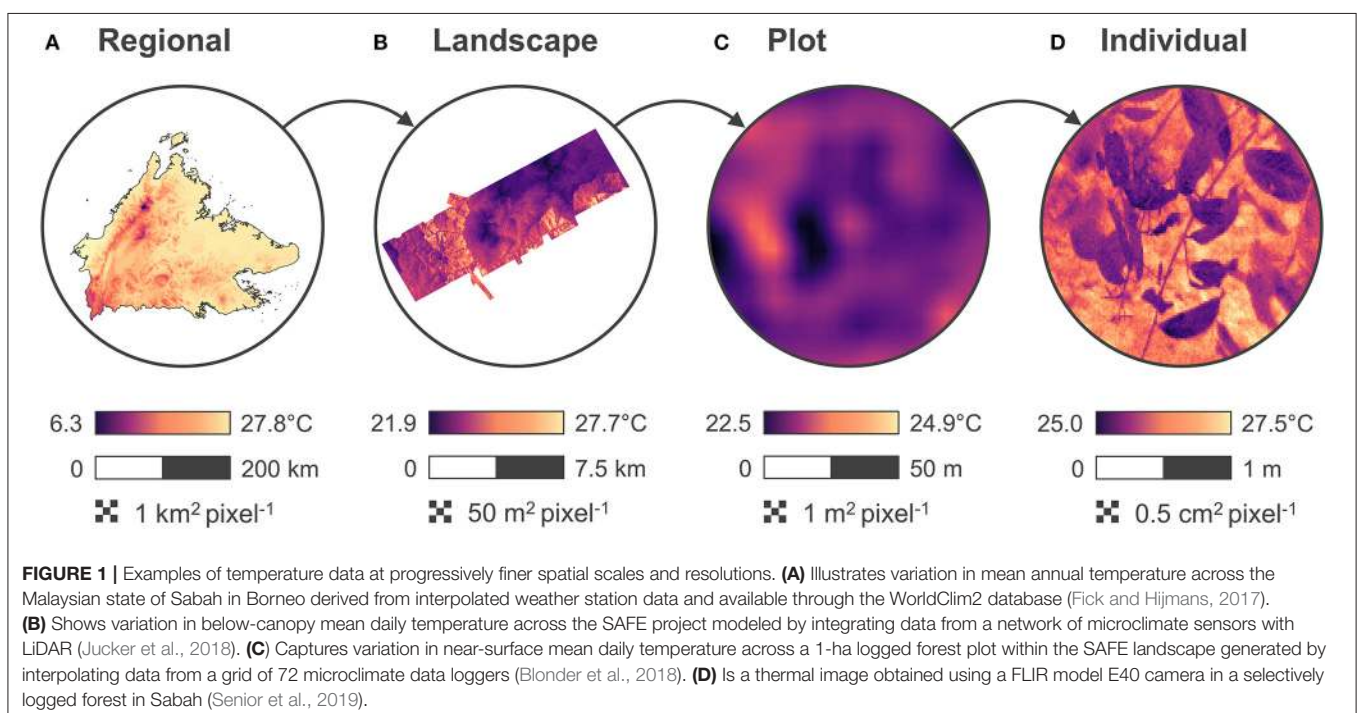 A Regional B Landscape C Plot D Individual
6.3 27.8°C 21.9 27.7°C 22.5 24.9°C 25.0 27.5°C
0 200 km 0 7.5 km 0 50 m 0 1 m
1 km² pixel⁻¹ 50 m² pixel⁻¹ 1 m² pixel⁻¹ 0.5 cm² pixel⁻¹
FIGURE 1 | Examples of temperature data at progressively finer spatial scales and resolutions. (A) Illustrates variation in mean annual temperature across the
Malaysian state of Sabah in Borneo derived from interpolated weather station data and available through the WorldClim2 database (Fick and Hijmans, 2017).
(B) Shows variation in below-canopy mean daily temperature across the SAFE project modeled by integrating data from a network of microclimate sensors with
LiDAR (Jucker et al., 2018). (C) Captures variation in near-surface mean daily temperature across a 1-ha logged forest plot within the SAFE landscape generated by
interpolating data from a grid of 72 microclimate data loggers (Blonder et al., 2018). (D) Is a thermal image obtained using a FLIR model E40 camera in a selectively
logged forest in Sabah (Senior et al., 2019).